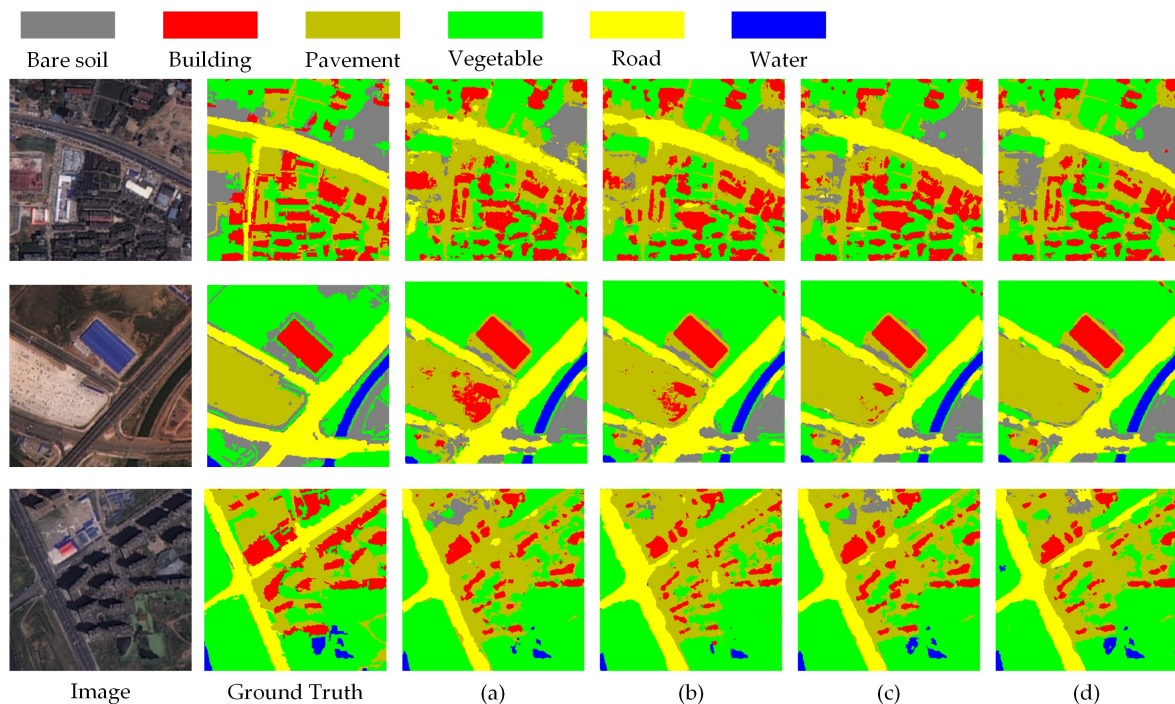 Bare soil Building Pavement Vegetable Road Water
Image Ground Truth (a) (b) (c) (d)